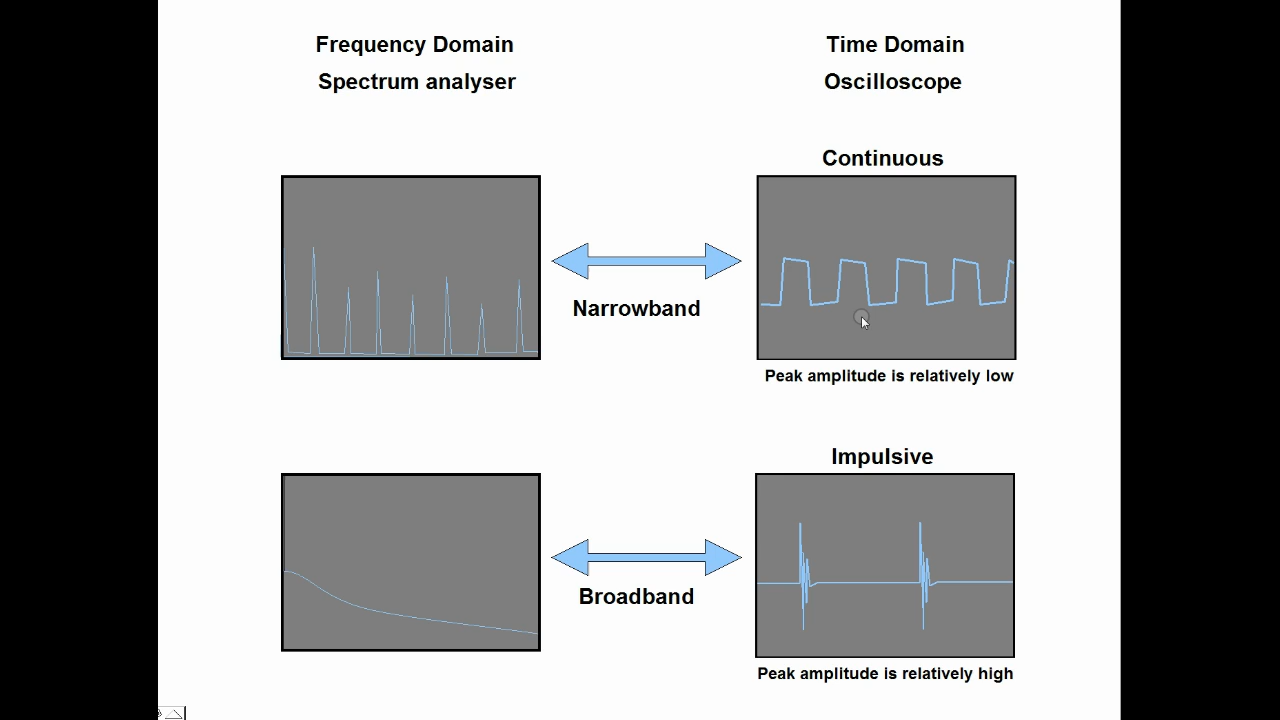 Frequency Domain
Spectrum analyser
Time Domain
Oscilloscope
Continuous
Narrowband
Peak amplitude is relatively low
Impulsive
Broadband
Peak amplitude is relatively high